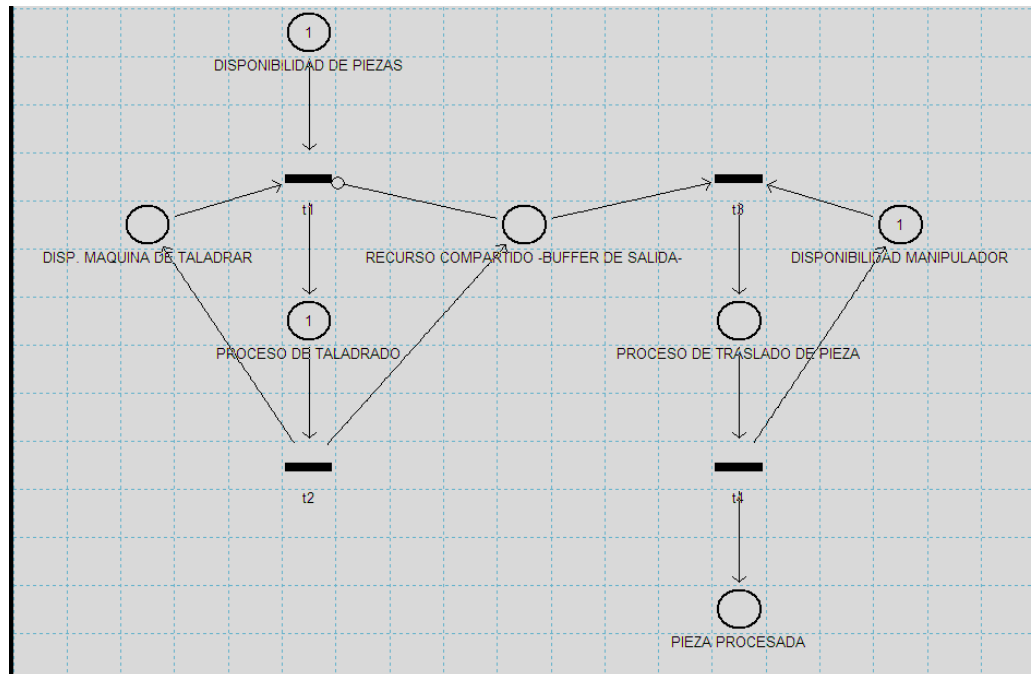 1
DISPONIBILIDAD DE PIEZAS
t1
t3
1
DISP. MAQUINA DE TALADRAR
RECURSO COMPARTIDO -BUFFER DE SALIDA-
DISPONIBILIDAD MANIPULADOR
1
PROCESO DE TALADRADO
PROCESO DE TRASLADO DE PIEZA
t2
t4
PIEZA PROCESADA